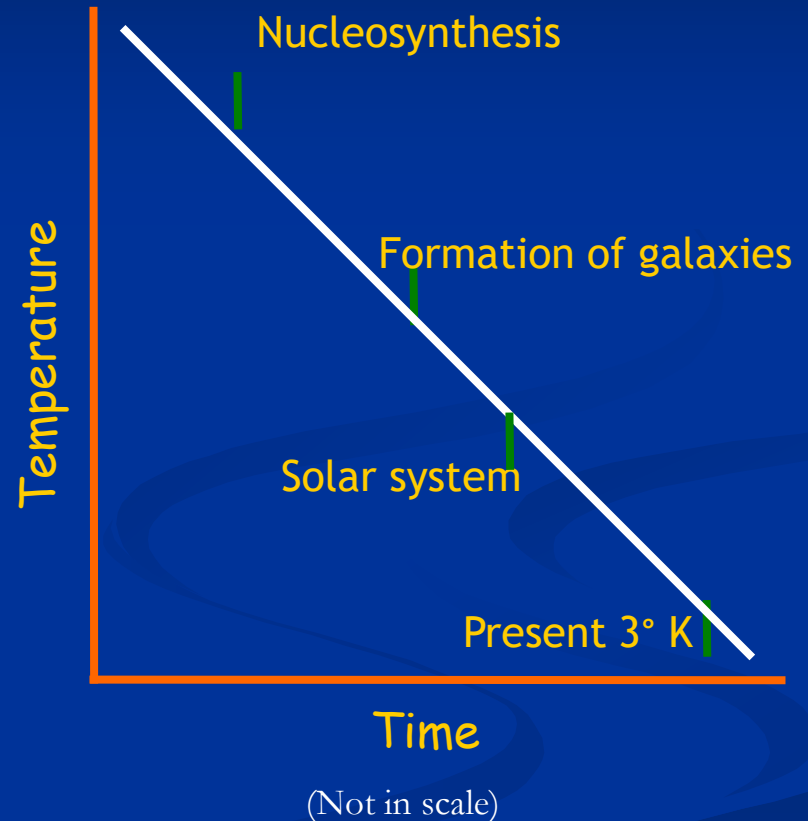 Nucleosynthesis
Formation of galaxies
Temperature
Solar system
Present 3° K
Time
(Not in scale)